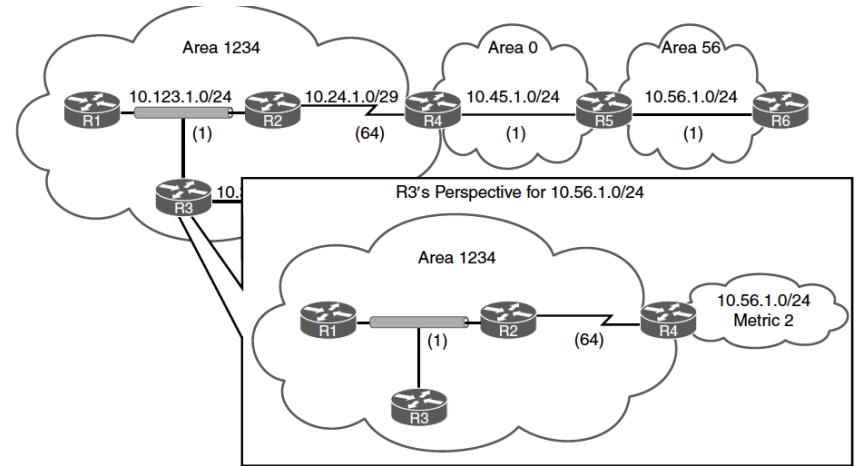 Area 1234 Area 0 Area 56
10.123.1.0/24 10.24.1.0/29 10.45.1.0/24 10.56.1.0/24
R1 R2 R4 R5 R6
(1) (64) (1) (1)
R3 10.3
R3's Perspective for 10.56.1.0/24
Area 1234
10.56.1.0/24
Metric 2
R1 R2 R4
(1) (64)
R3